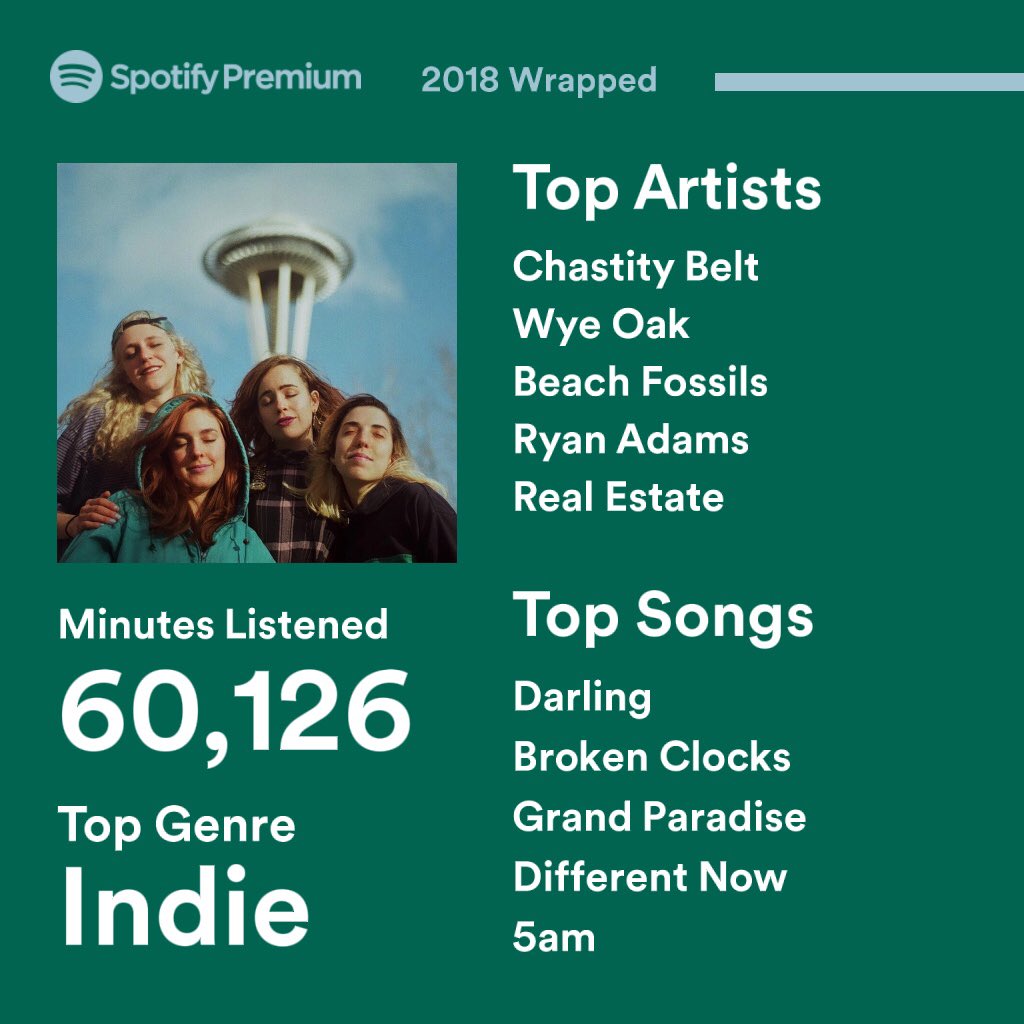 Spotify Premium
2018 Wrapped
Top Artists
Chastity Belt
Wye Oak
Beach Fossils
Ryan Adams
Real Estate
Minutes Listened
60,126
Top Genre
Indie
Top Songs
Darling
Broken Clocks
Grand Paradise
Different Now
5am